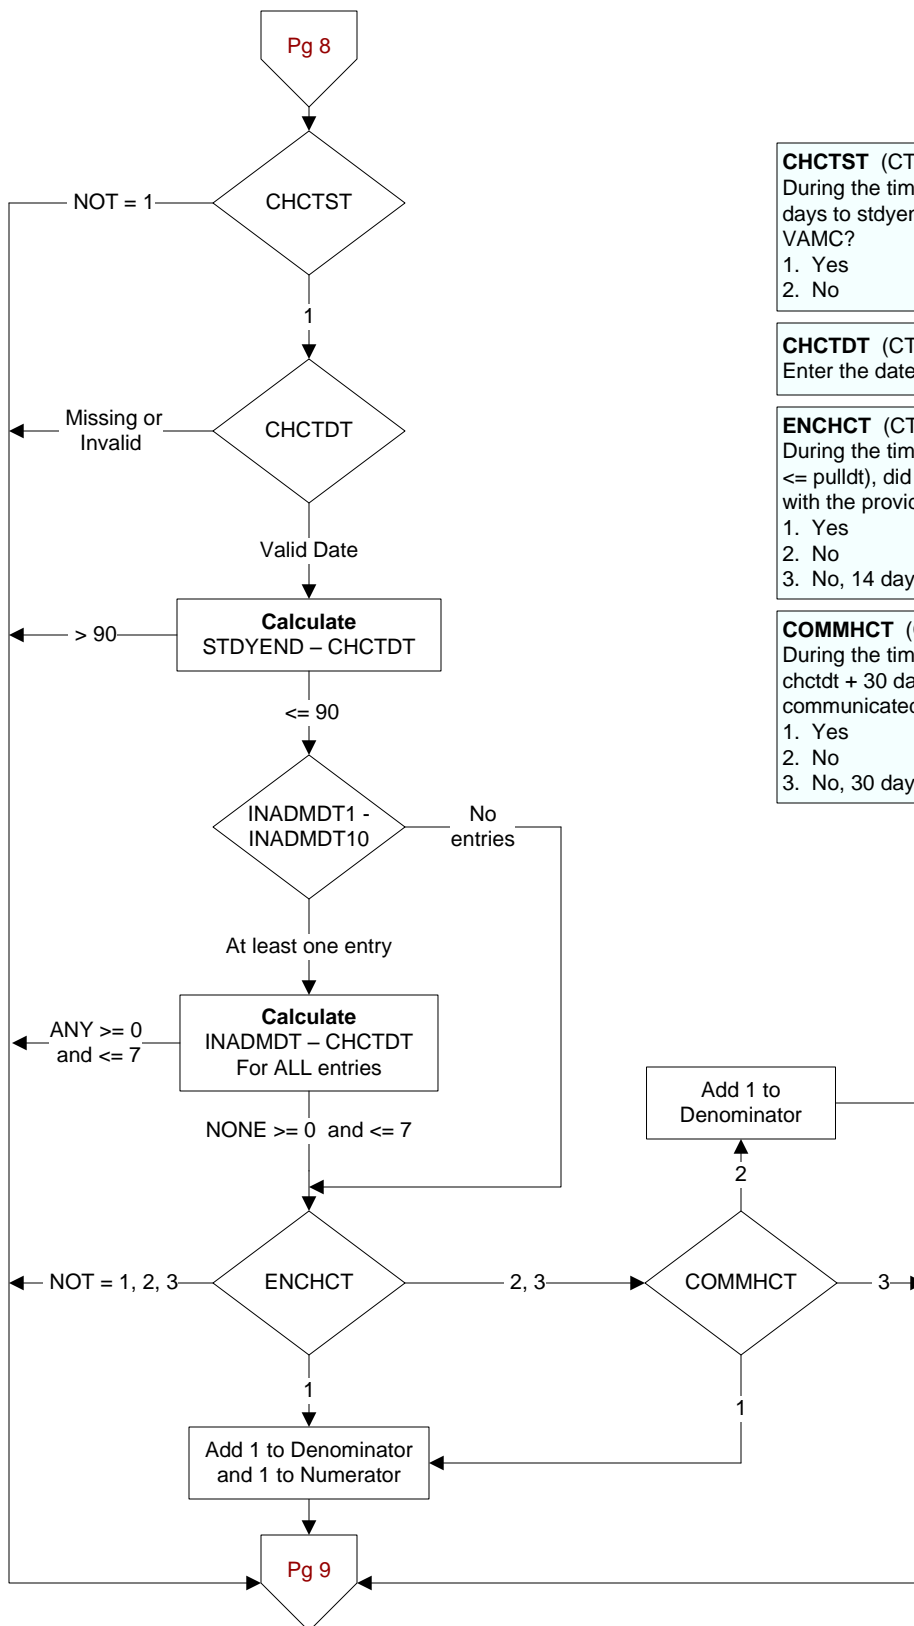 Pg 8
CHCTST
NOT = 1
1
CHCTDT
Missing or
Invalid
Valid Date
Calculate
STDYEND – CHCTDT
> 90
<= 90
INADMDT1 -
INADMDT10
No
entries
At least one entry
Calculate
INADMDT – CHCTDT
For ALL entries
ANY >= 0
and <= 7
NONE >= 0 and <= 7
Add 1 to
Denominator
2
ENCHCT
NOT = 1, 2, 3
2, 3
COMMHCT
3
1
1
Add 1 to Denominator
and 1 to Numerator
Pg 9
CHCTST (CT
During the tim
days to stdyen
VAMC?
1. Yes
2. No
CHCTDT (CT
Enter the date
ENCHCT (CT
During the tim
<= pulldt), did
with the provid
1. Yes
2. No
3. No, 14 day
COMMHCT (
During the tim
chctdt + 30 da
communicated
1. Yes
2. No
3. No, 30 day